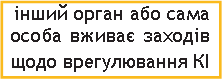 інший орган або сама
особа вживає заходів
щодо врегулювання КІ